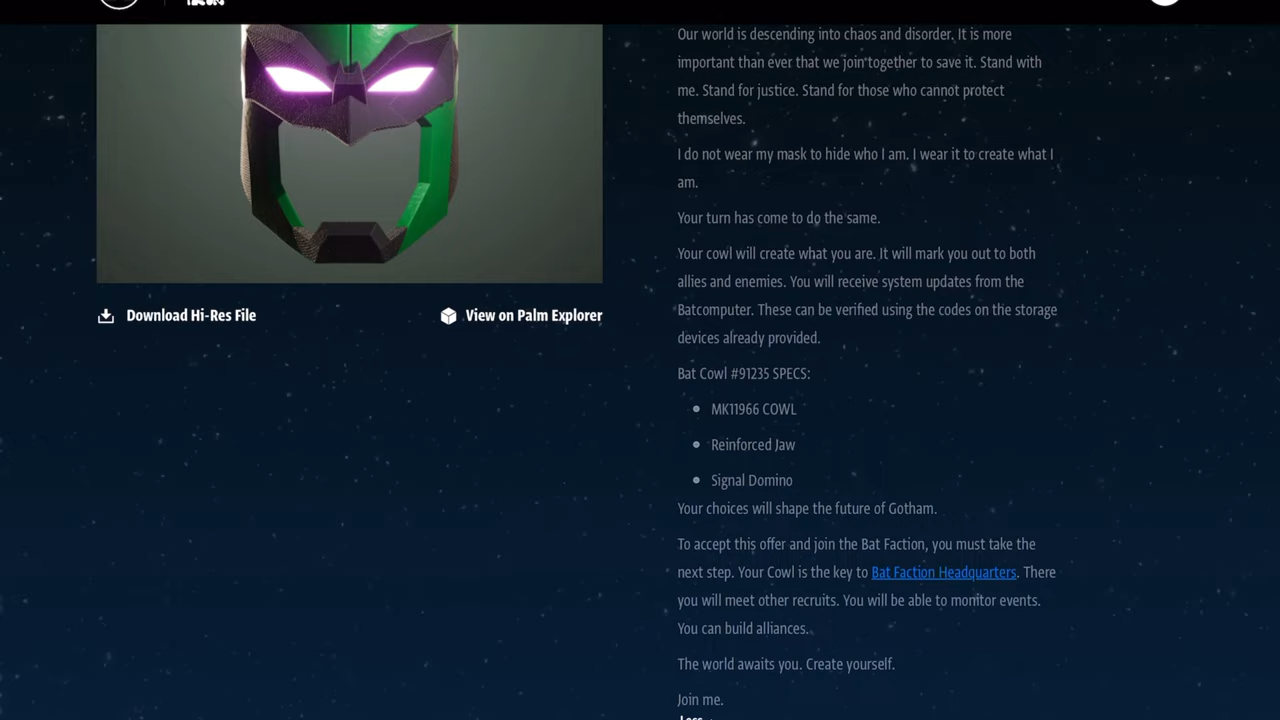 Our world is descending into chaos and disorder. It is more
important than ever that we join together to save it. Stand with
me. Stand for justice. Stand for those who cannot protect
themselves.
I do not wear my mask to hide who I am. I wear it to create what I
am.
Your turn has come to do the same.
Your cowl will create what you are. It will mark you out to both
allies and enemies. You will receive system updates from the
Batcomputer. These can be verified using the codes on the storage
devices already provided.
Bat Cowl #91235 SPECS:
MK11966 COWL
Reinforced Jaw
Signal Domino
Your choices will shape the future of Gotham.
To accept this offer and join the Bat Faction, you must take the
next step. Your Cowl is the key to Bat Faction Headquarters. There
you will meet other recruits. You will be able to monitor events.
You can build alliances.
The world awaits you. Create yourself.
Join me.
Download Hi-Res File
View on Palm Explorer